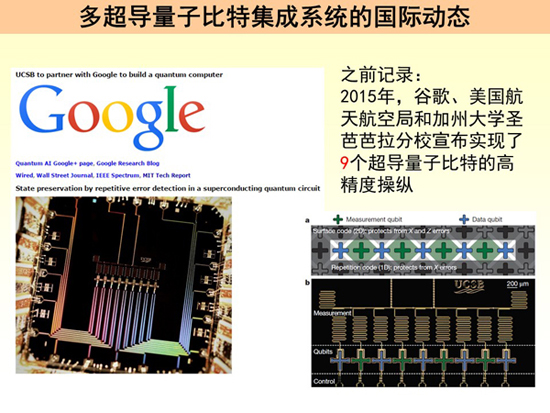 多超导量子比特集成系统的国际动态
UCSB to partner with Google to build a quantum computer
Google
Quantum AI Google+ page, Google Research Blog
Wired, Wall Street Journal, IEEE Spectrum, MIT Tech Report
State preservation by repetitive error detection in a superconducting quantum circuit
之前记录：
2015年，谷歌、美国航
天航空局和加州大学圣
芭芭拉分校宣布实现了
9个超导量子比特的高
精度操纵
a
Measurement qubit
Data qubit
Surface code (2D): protects from X and Z errors
Repetition code (1D): protects from X errors
b
UCSB
200 μm
Measurement
Qubits
Control